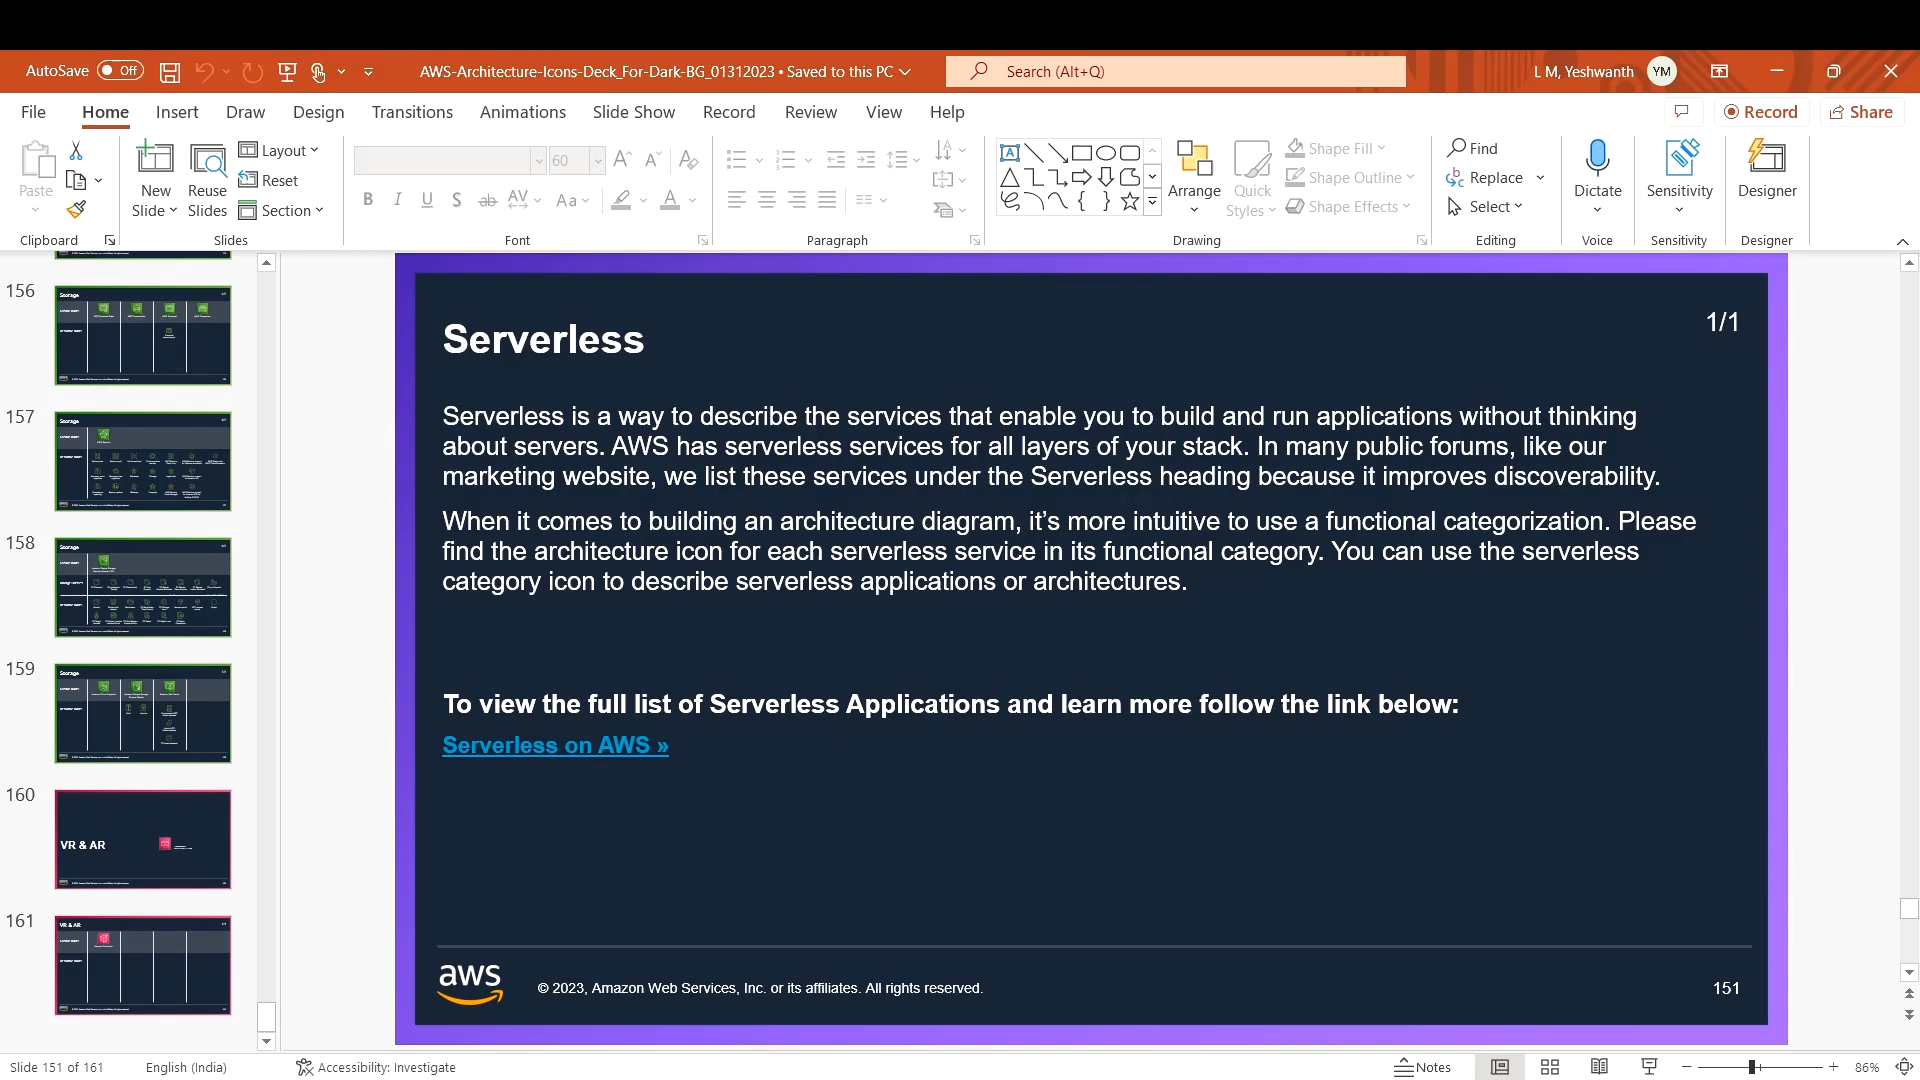 AutoSave Off AWS-Architecture-Icons-Deck_For-Dark-BG_01312023 • Saved to this PC Search (Alt+Q) L M, Yeshwanth YM
File Home Insert Draw Design Transitions Animations Slide Show Record Review View Help Record Share
Paste New Slide Reuse Slides Layout Reset Section 60 Arrange Quick Styles Shape Fill Shape Outline Shape Effects Find Replace Select Dictate Sensitivity Designer
Clipboard Slides Font Paragraph Drawing Editing Voice Sensitivity Designer
156
Storage
157
Storage
158
Storage
159
Storage
160
VR & AR
161
VR & AR
Serverless
1/1
Serverless is a way to describe the services that enable you to build and run applications without thinking
about servers. AWS has serverless services for all layers of your stack. In many public forums, like our
marketing website, we list these services under the Serverless heading because it improves discoverability.
When it comes to building an architecture diagram, it’s more intuitive to use a functional categorization. Please
find the architecture icon for each serverless service in its functional category. You can use the serverless
category icon to describe serverless applications or architectures.
To view the full list of Serverless Applications and learn more follow the link below:
Serverless on AWS »
aws © 2023, Amazon Web Services, Inc. or its affiliates. All rights reserved. 151
Slide 151 of 161 English (India) Accessibility: Investigate Notes 86%